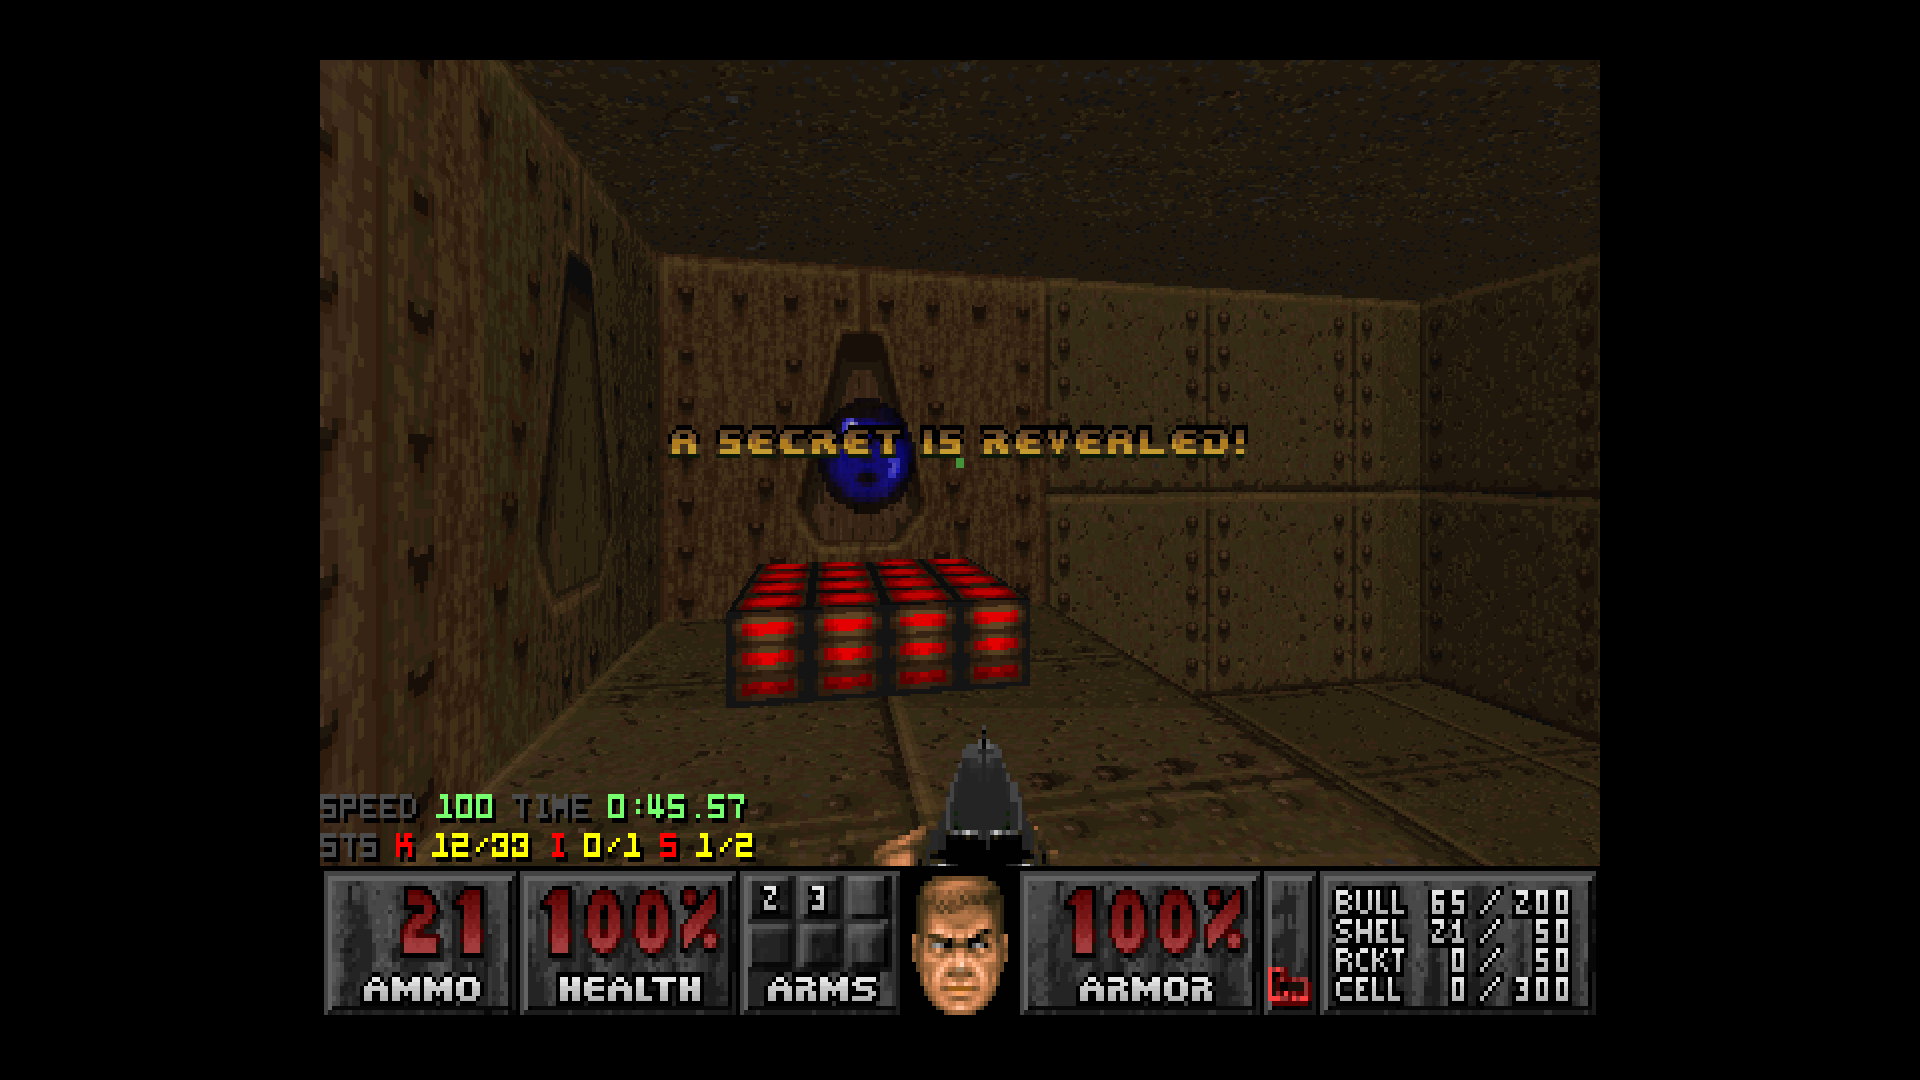 A SECRET IS REVEALED!
SPEED 100 TIME 0:45.57
STS K 12/33 I 0/1 S 1/2
21 100% 2 3 100%
AMMO HEALTH ARMS ARMOR
BULL 65 / 200
SHEL 21 / 50
RCKT 0 / 50
CELL 0 / 300